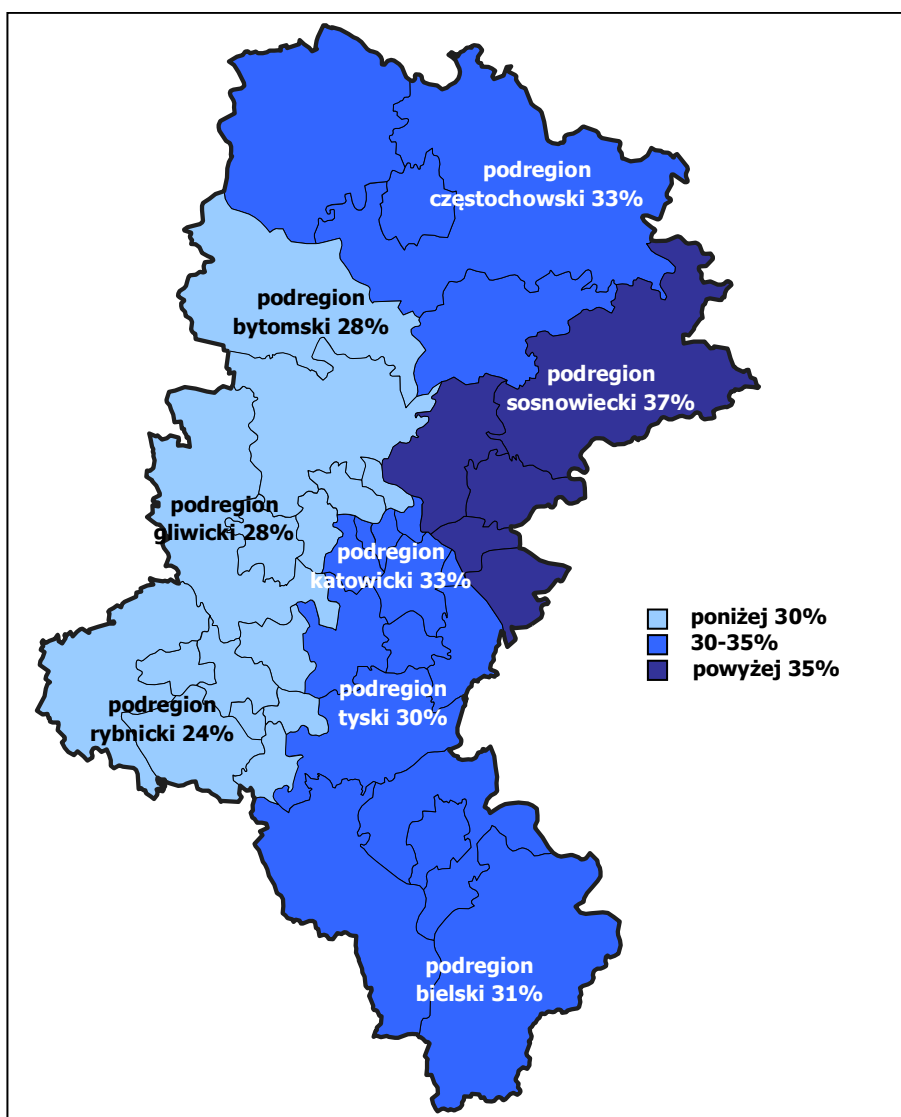 podregion
częstochowski 33%
podregion
bytomski 28%
podregion
sosnowiecki 37%
podregion
gliwicki 28%
podregion
katowicki 33%
poniżej 30%
30-35%
powyżej 35%
podregion
tyski 30%
podregion
rybnicki 24%
podregion
bielski 31%